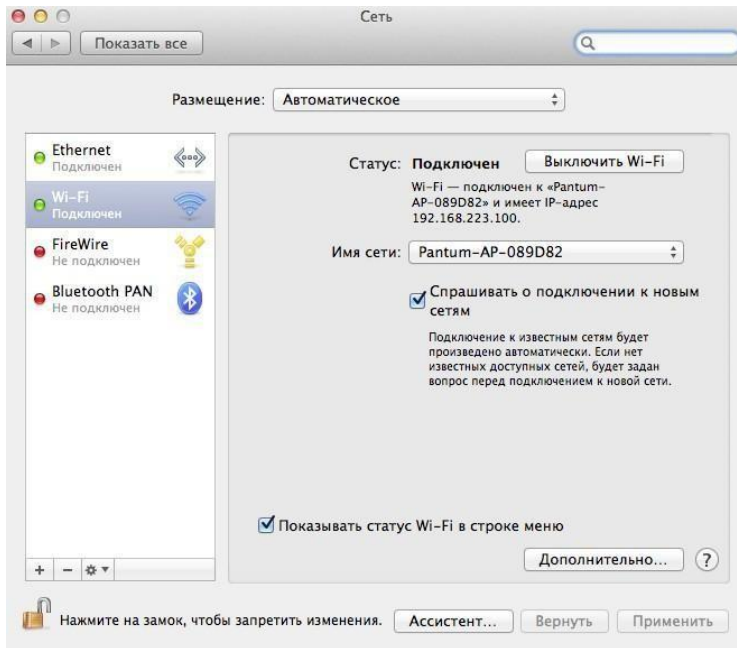 Сеть
Показать все
Размещение: Автоматическое
Ethernet
Подключен
Wi-Fi
Подключен
FireWire
Не подключен
Bluetooth PAN
Не подключен
Статус: Подключен Выключить Wi-Fi
Wi-Fi — подключен к «Pantum-
AP-089D82» и имеет IP-адрес
192.168.223.100.
Имя сети: Pantum-AP-089D82
Спрашивать о подключении к новым
сетям
Подключение к известным сетям будет
произведено автоматически. Если нет
известных доступных сетей, будет задан
вопрос перед подключением к новой сети.
Показывать статус Wi-Fi в строке меню
Дополнительно... ?
Нажмите на замок, чтобы запретить изменения. Ассистент... Вернуть Применить